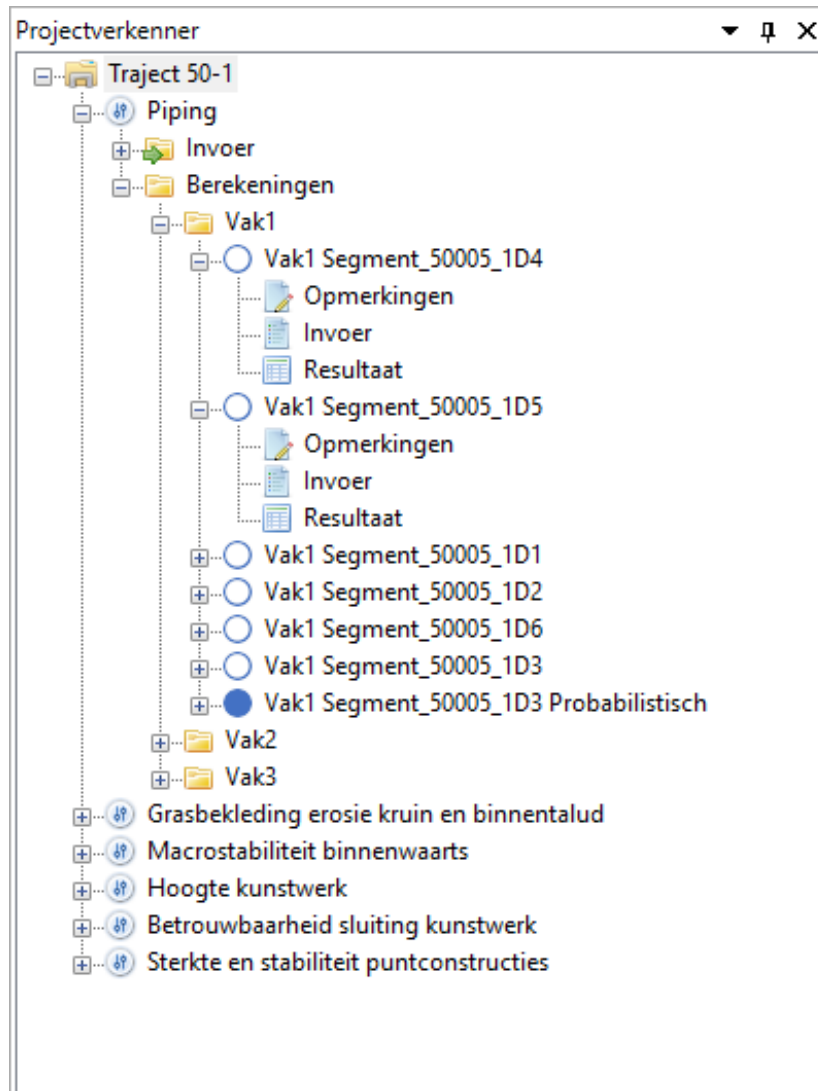 Projectverkenner
Traject 50-1
Piping
Invoer
Berekeningen
Vak1
Vak1 Segment_50005_1D4
Opmerkingen
Invoer
Resultaat
Vak1 Segment_50005_1D5
Opmerkingen
Invoer
Resultaat
Vak1 Segment_50005_1D1
Vak1 Segment_50005_1D2
Vak1 Segment_50005_1D6
Vak1 Segment_50005_1D3
Vak1 Segment_50005_1D3 Probabilistisch
Vak2
Vak3
Grasbekleding erosie kruin en binnentalud
Macrostabiliteit binnenwaarts
Hoogte kunstwerk
Betrouwbaarheid sluiting kunstwerk
Sterkte en stabiliteit puntconstructies